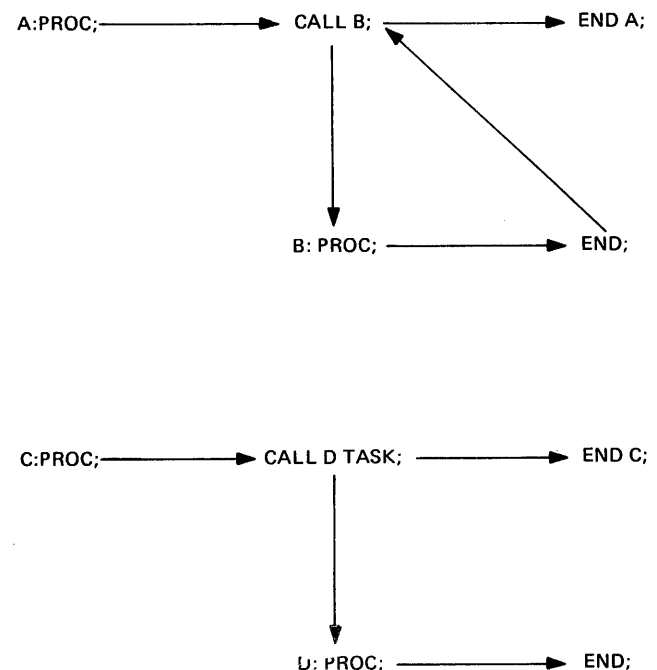 A:PROC; CALL B; END A;
B: PROC; END;
C:PROC; CALL D TASK; END C;
D: PROC; END;